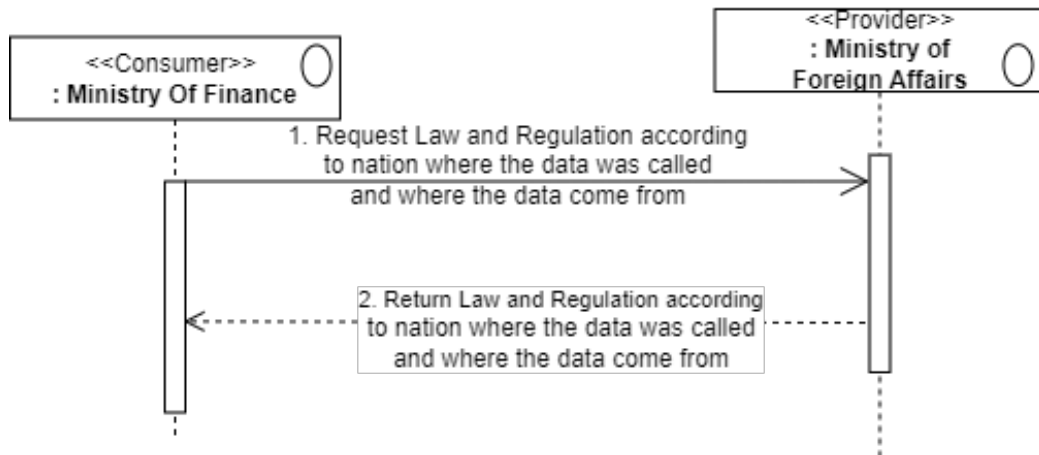 <<Consumer>>
: Ministry Of Finance
<<Provider>>
: Ministry of
Foreign Affairs
1. Request Law and Regulation according
to nation where the data was called
and where the data come from
2. Return Law and Regulation according
to nation where the data was called
and where the data come from